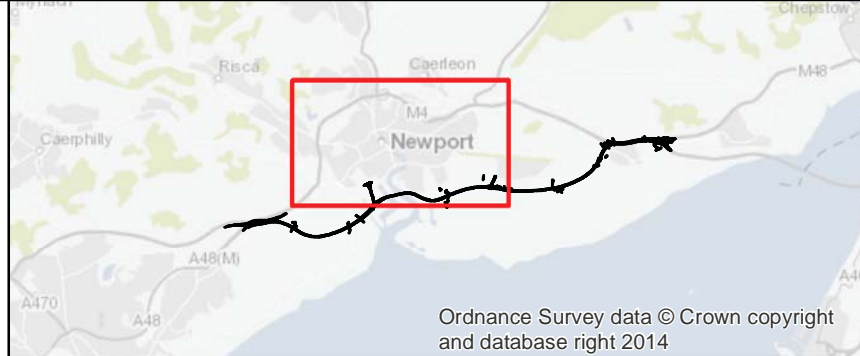 Chepstow
Caerleon
Risca
M48
M4
Caerphilly
Newport
A48(M)
A470
A48
Ordnance Survey data © Crown copyright
and database right 2014